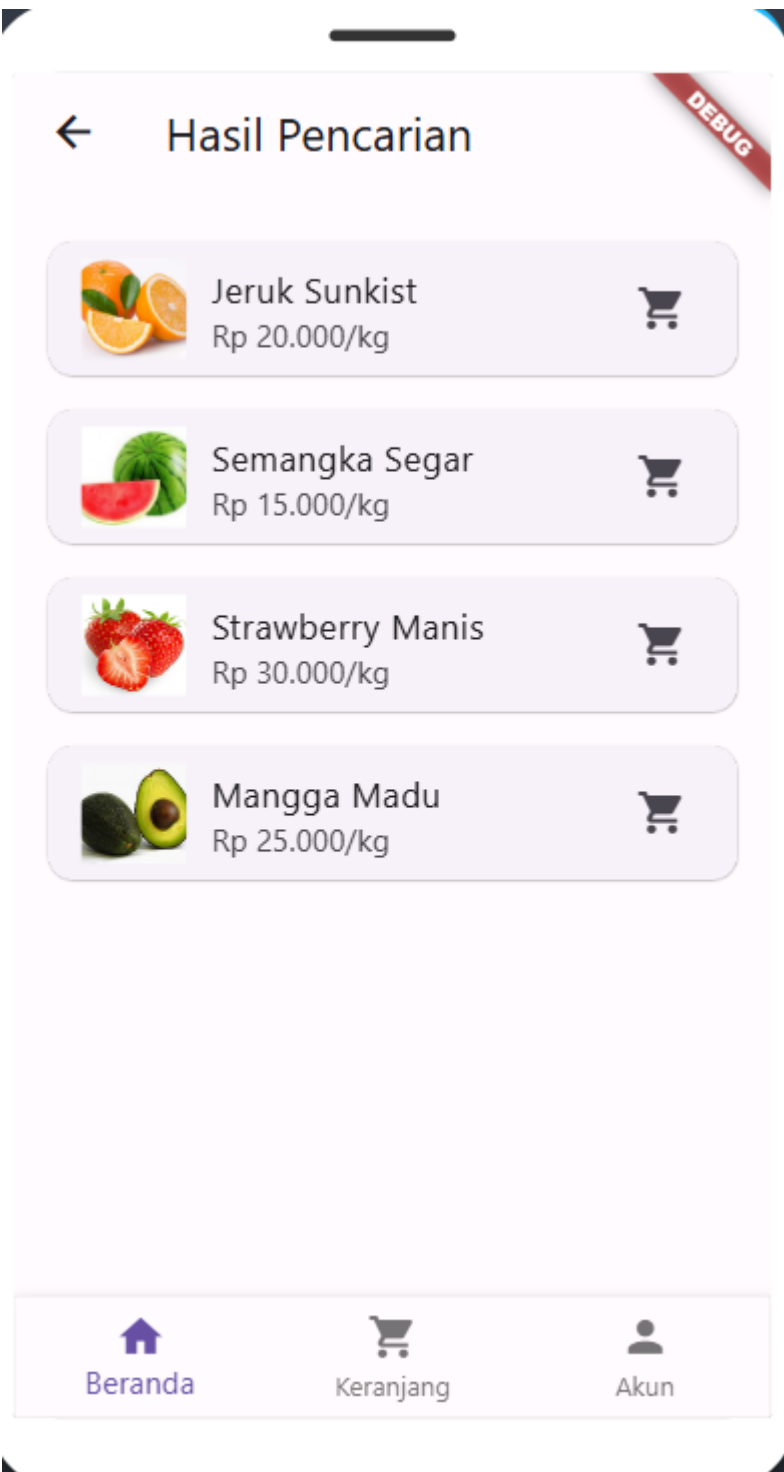 DEBUG
Hasil Pencarian
Jeruk Sunkist
Rp 20.000/kg
Semangka Segar
Rp 15.000/kg
Strawberry Manis
Rp 30.000/kg
Mangga Madu
Rp 25.000/kg
Beranda
Keranjang
Akun